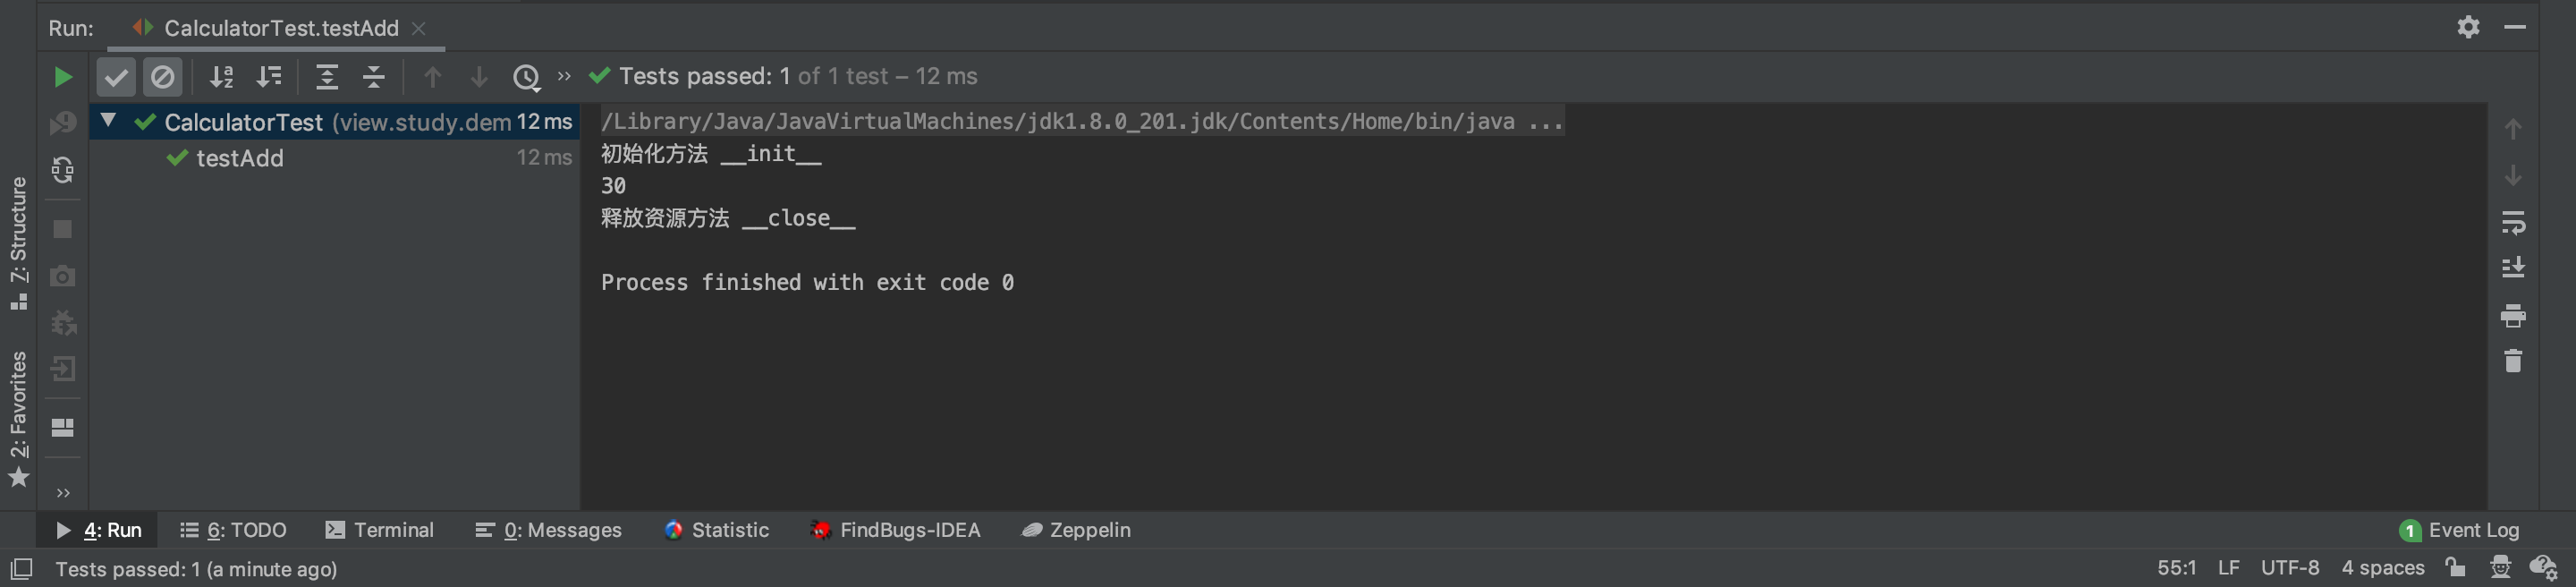 Run: CalculatorTest.testAdd
Tests passed: 1 of 1 test – 12 ms
CalculatorTest (view.study.dem 12 ms
testAdd 12 ms
/Library/Java/JavaVirtualMachines/jdk1.8.0_201.jdk/Contents/Home/bin/java ...
初始化方法 __init__
30
释放资源方法 __close__
Process finished with exit code 0
7: Structure
2: Favorites
4: Run 6: TODO Terminal 0: Messages Statistic FindBugs-IDEA Zeppelin 1 Event Log
Tests passed: 1 (a minute ago) 55:1 LF UTF-8 4 spaces